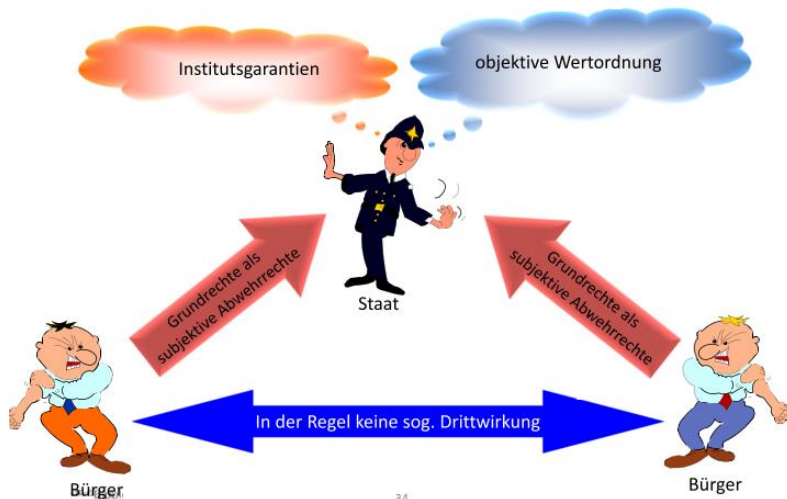 Institutsgarantien
objektive Wertordnung
Grundrechte als
subjektive Abwehrrechte
Grundrechte als
subjektive Abwehrrechte
Staat
In der Regel keine sog. Drittwirkung
Bürger
Bürger
34